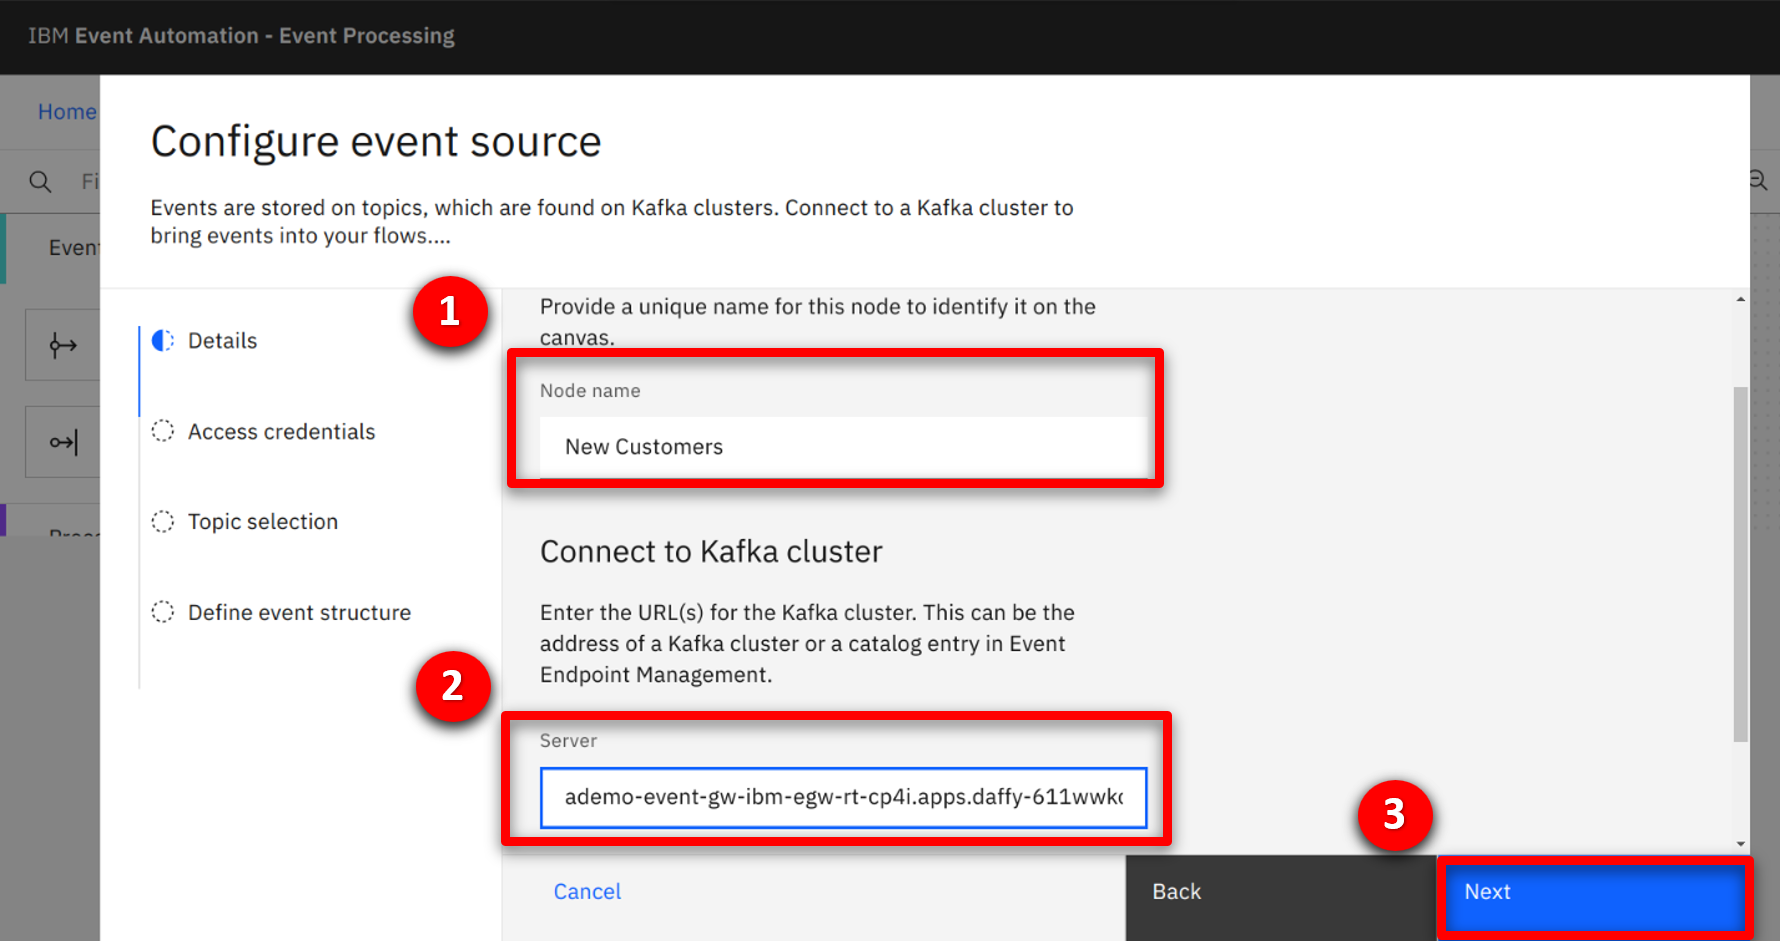 IBM Event Automation - Event Processing
Home
Configure event source
Events are stored on topics, which are found on Kafka clusters. Connect to a Kafka cluster to
bring events into your flows....
1
Details
Access credentials
Topic selection
Define event structure
Provide a unique name for this node to identify it on the
canvas.
Node name
New Customers
Connect to Kafka cluster
Enter the URL(s) for the Kafka cluster. This can be the
address of a Kafka cluster or a catalog entry in Event
Endpoint Management.
2
Server
ademo-event-gw-ibm-egw-rt-cp4i.apps.daffy-611wwk
3
Cancel
Back
Next